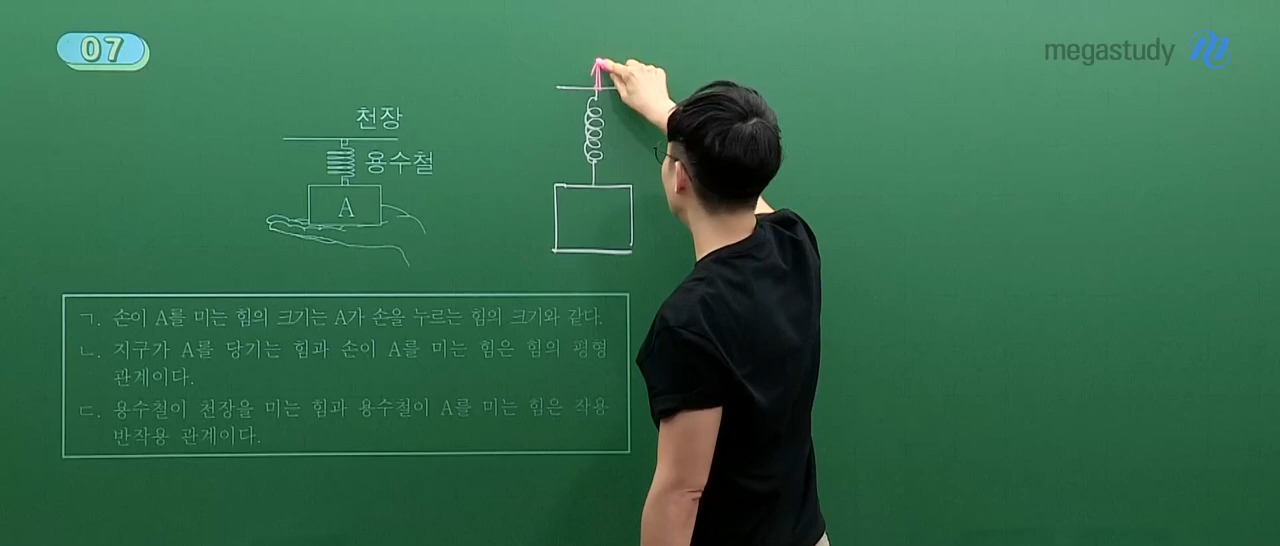 07
megastudy
천장
용수철
A
ㄱ. 손이 A를 미는 힘의 크기는 A가 손을 누르는 힘의 크기와 같다.
ㄴ. 지구가 A를 당기는 힘과 손이 A를 미는 힘은 힘의 평형
관계이다.
ㄷ. 용수철이 천장을 미는 힘과 용수철이 A를 미는 힘은 작용
반작용 관계이다.